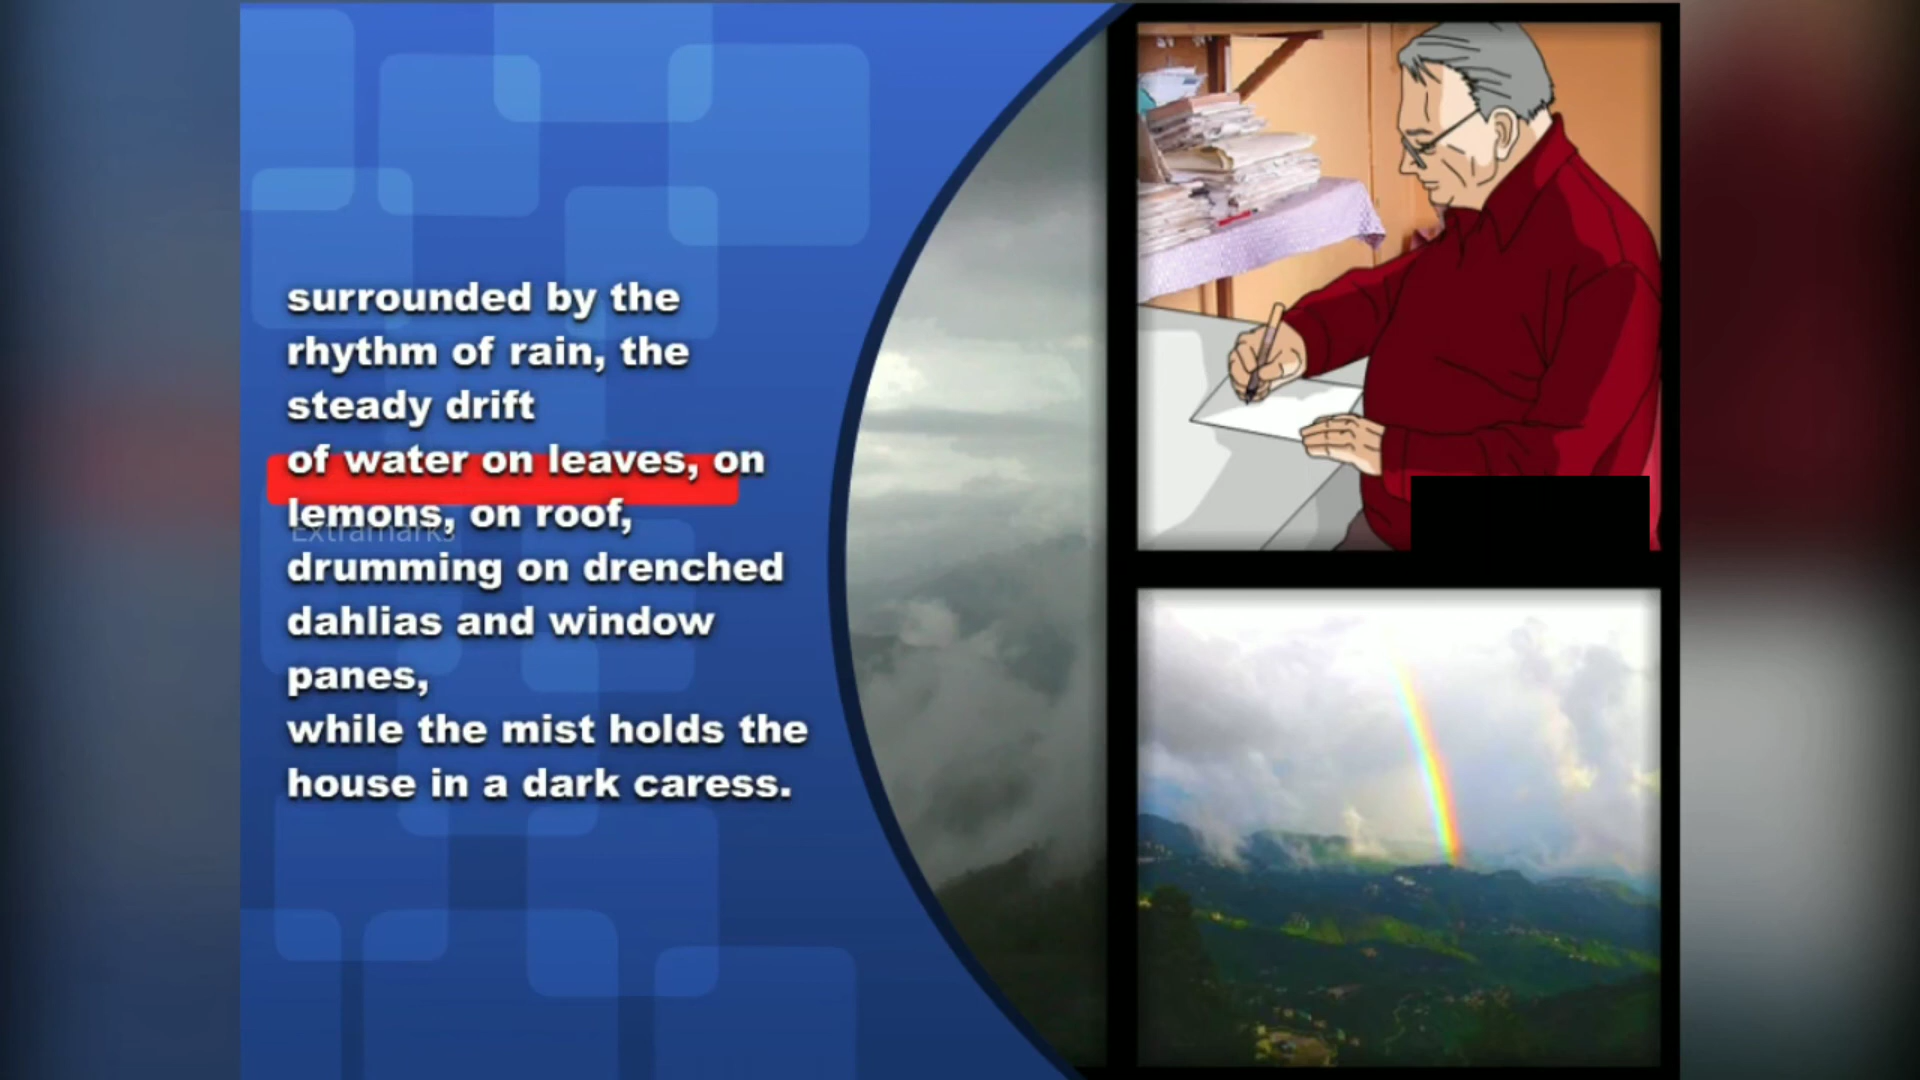 surrounded by the
rhythm of rain, the
steady drift
of water on leaves, on
lemons, on roof,
Extramarks
drumming on drenched
dahlias and window
panes,
while the mist holds the
house in a dark caress.